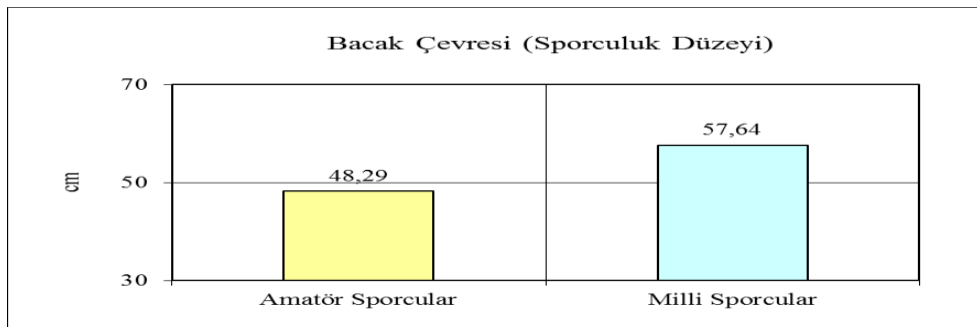 Bacak Çevresi (Sporculuk Düzeyi)
70
57,64
cm
50
48,29
30
Amatör Sporcular
Milli Sporcular